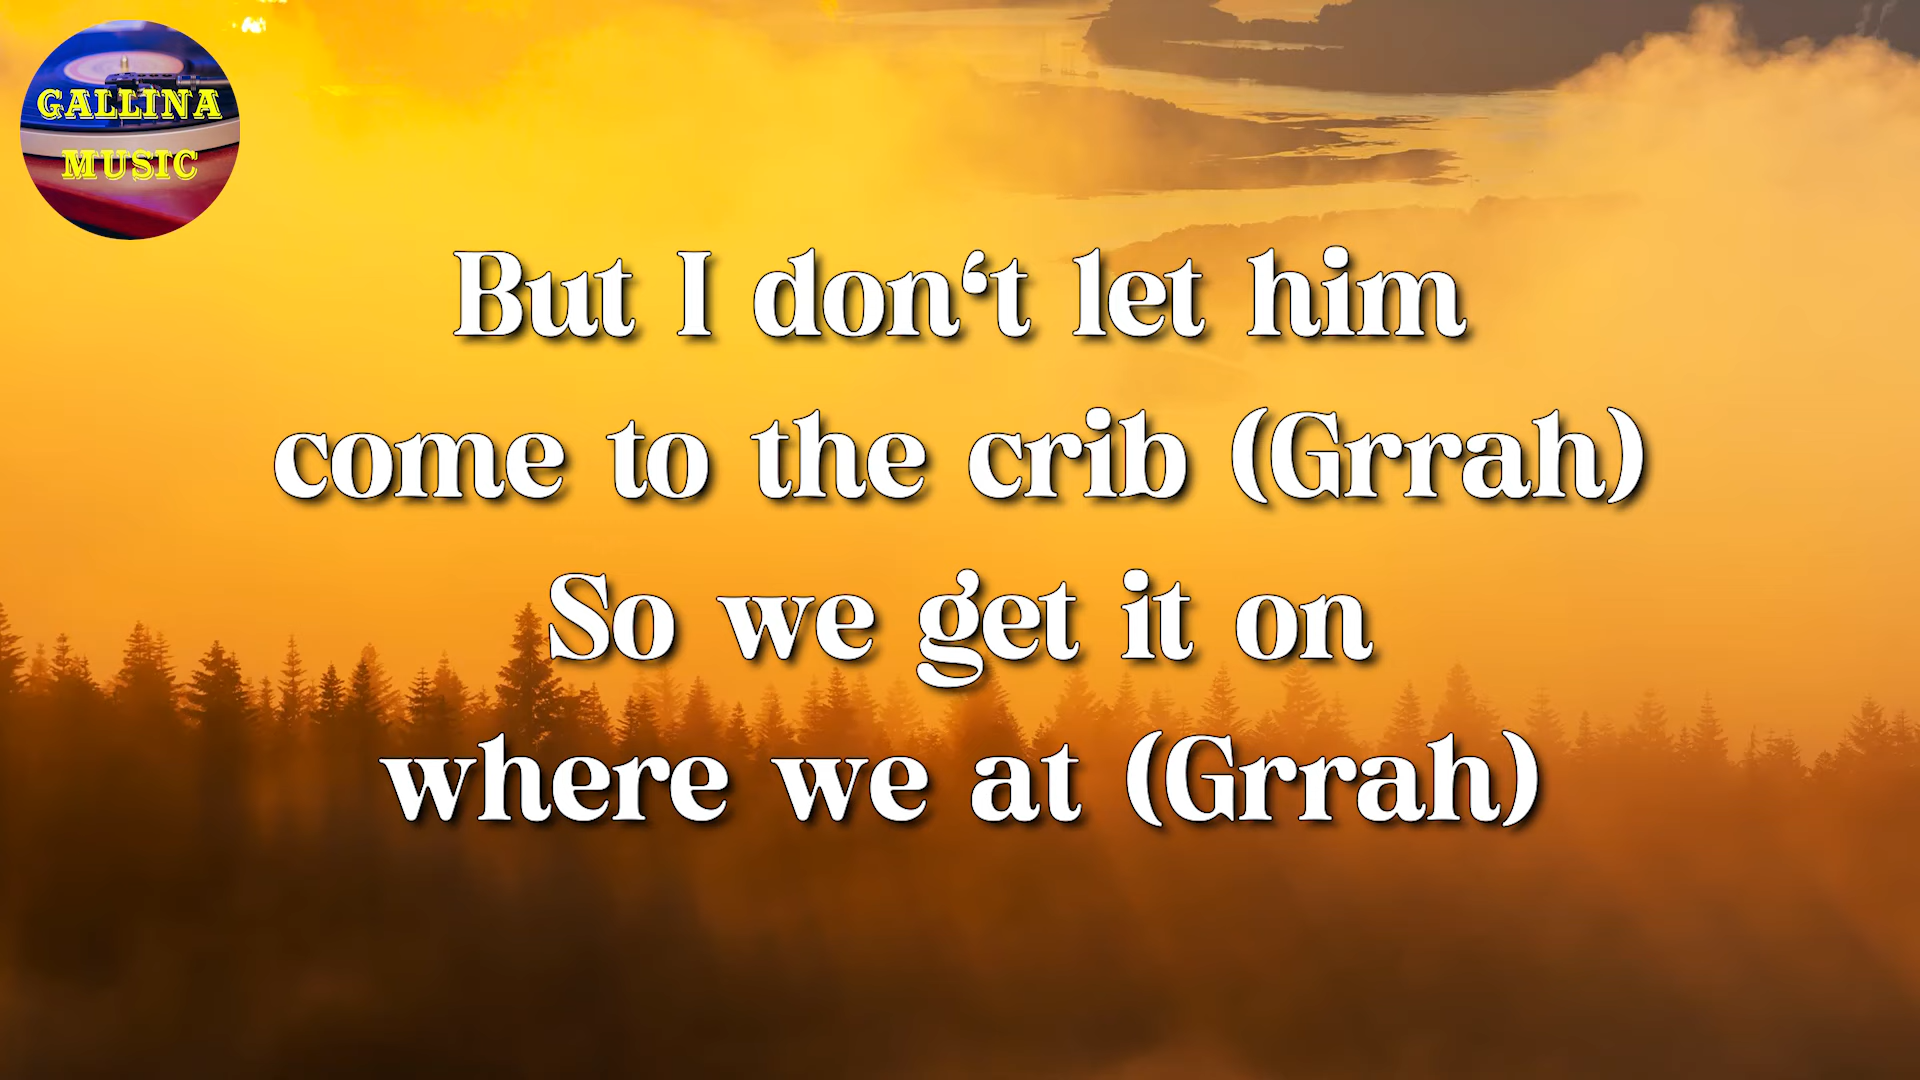 GALLINA
MUSIC
But I don‘t let him
come to the crib (Grrah)
So we get it on
where we at (Grrah)